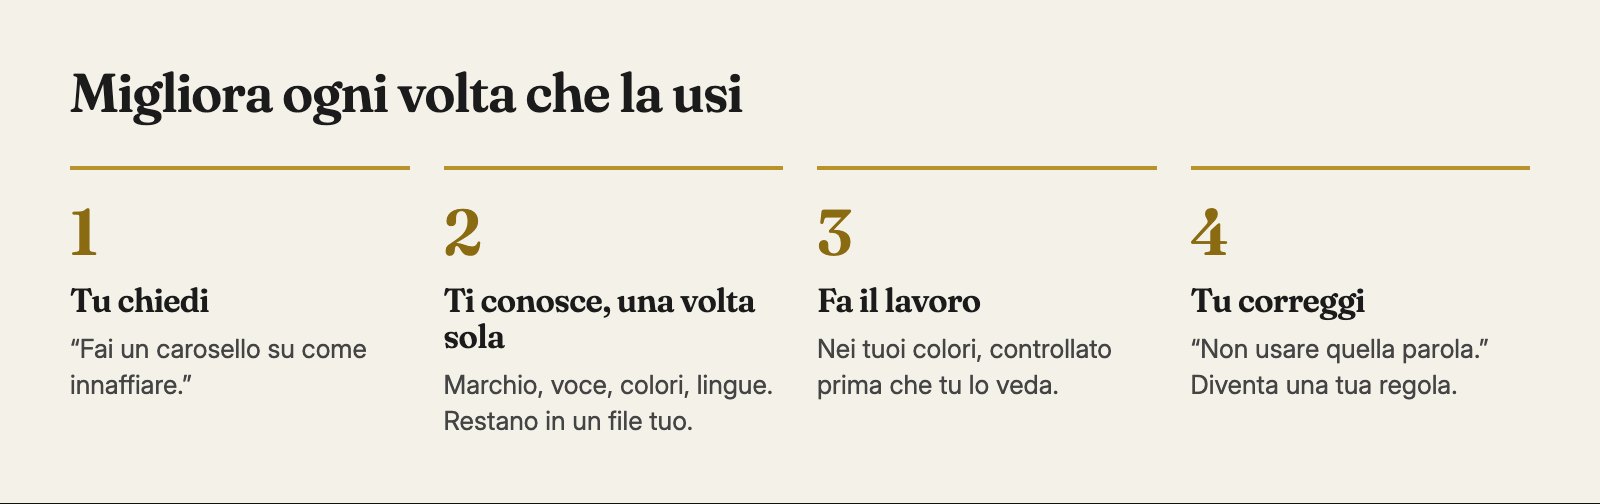 Migliora ogni volta che la usi
1
Tu chiedi
“Fai un carosello su come
innaffiare.”
2
Ti conosce, una volta
sola
Marchio, voce, colori, lingue.
Restano in un file tuo.
3
Fa il lavoro
Nei tuoi colori, controllato
prima che tu lo veda.
4
Tu correggi
“Non usare quella parola.”
Diventa una tua regola.